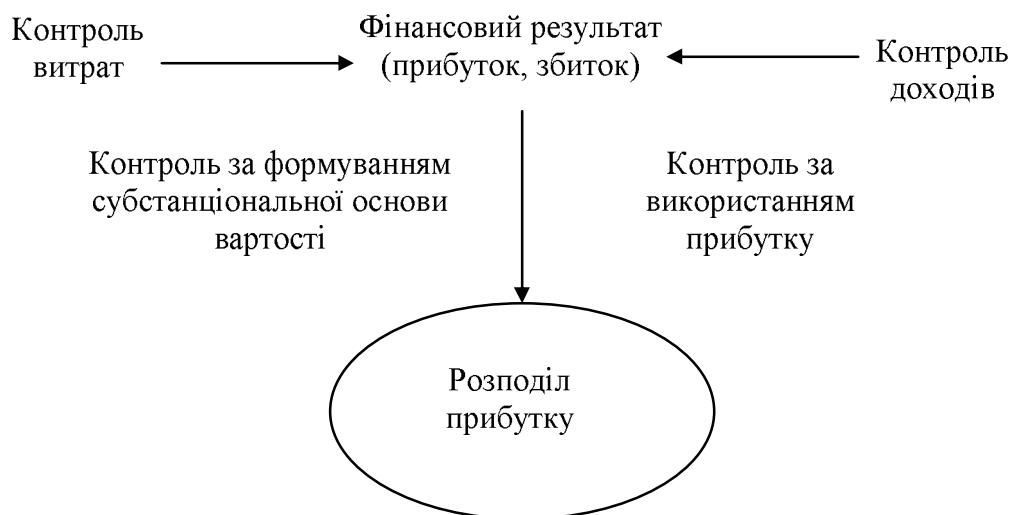 Контроль
витрат
Фінансовий результат
(прибуток, збиток)
Контроль
доходів
Контроль за формуванням
субстанціональної основи
вартості
Контроль за
використанням
прибутку
Розподіл
прибутку